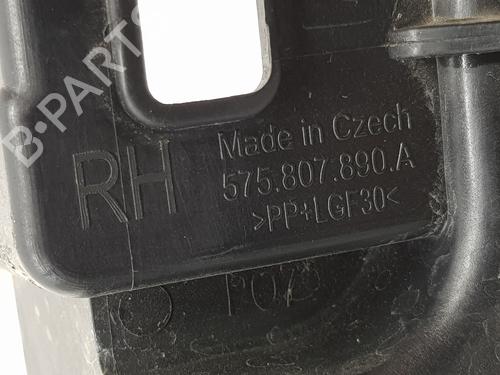 B-PARTS
RH
Made in Czech
575.807.890.A
>PP+LGF30<